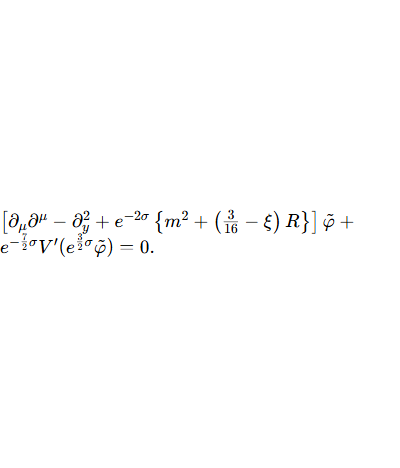 [∂_μ∂^μ − ∂_y^2 + e^{−2σ} {m^2 + (3/16 − ξ) R}] φ̃ +
e^{−7/2 σ}V′(e^{3/2 σ}φ̃) = 0.